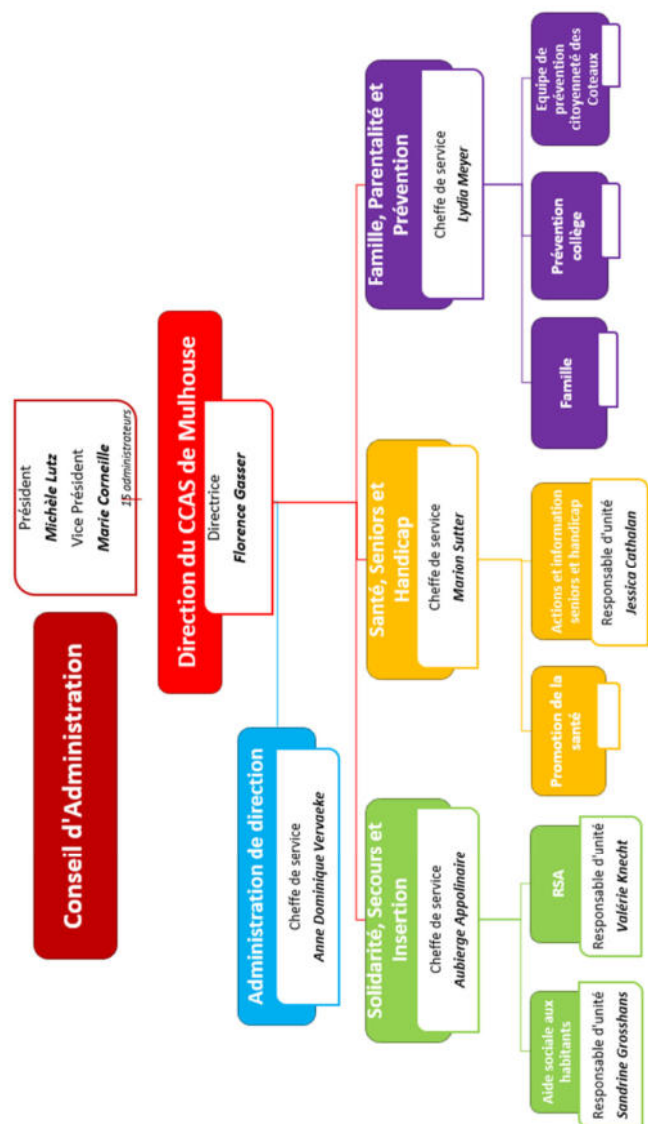 Conseil d'Administration
Président
Michèle Lutz
Vice Président
Marie Corneille
15 administrateurs
Direction du CCAS de Mulhouse
Directrice
Florence Gasser
Administration de direction
Cheffe de service
Anne Dominique Vervaeke
Solidarité, Secours et
Insertion
Cheffe de service
Aubierge Appolinaire
Santé, Seniors et
Handicap
Cheffe de service
Marion Sutter
Famille, Parentalité et
Prévention
Cheffe de service
Lydia Meyer
Aide sociale aux
habitants
Responsable d'unité
Sandrine Grosshans
RSA
Responsable d'unité
Valérie Knecht
Promotion de la
santé
Actions et information
seniors et handicap
Responsable d'unité
Jessica Cathalan
Famille
Prévention
collège
Equipe de
prévention
citoyenneté des
Coteaux